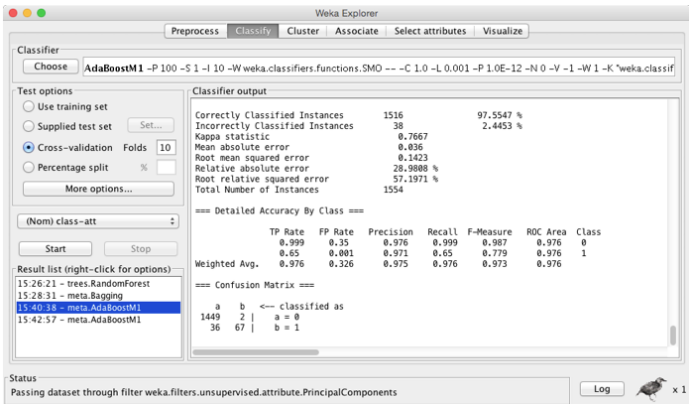 Weka Explorer
Preprocess Classify Cluster Associate Select attributes Visualize
Classifier
Choose AdaBoostM1 -P 100 -S 1 -I 10 -W weka.classifiers.functions.SMO -- -C 1.0 -L 0.001 -P 1.0E-12 -N 0 -V -1 -W 1 -K "weka.classif
Test options
Use training set
Supplied test set Set...
Cross-validation Folds 10
Percentage split %
More options...
(Nom) class-att
Start Stop
Result list (right-click for options)
15:26:21 - trees.RandomForest
15:28:31 - meta.Bagging
15:40:38 - meta.AdaBoostM1
15:42:57 - meta.AdaBoostM1
Classifier output
Correctly Classified Instances 1516 97.5547 %
Incorrectly Classified Instances 38 2.4453 %
Kappa statistic 0.7667
Mean absolute error 0.036
Root mean squared error 0.1423
Relative absolute error 28.9808 %
Root relative squared error 57.1971 %
Total Number of Instances 1554
=== Detailed Accuracy By Class ===
TP Rate FP Rate Precision Recall F-Measure ROC Area Class
0.999 0.35 0.976 0.999 0.987 0.976 0
0.65 0.001 0.971 0.65 0.779 0.976 1
Weighted Avg. 0.976 0.326 0.975 0.976 0.973 0.976
=== Confusion Matrix ===
a b <-- classified as
1449 2 | a = 0
36 67 | b = 1
Status
Passing dataset through filter weka.filters.unsupervised.attribute.PrincipalComponents
Log x 1